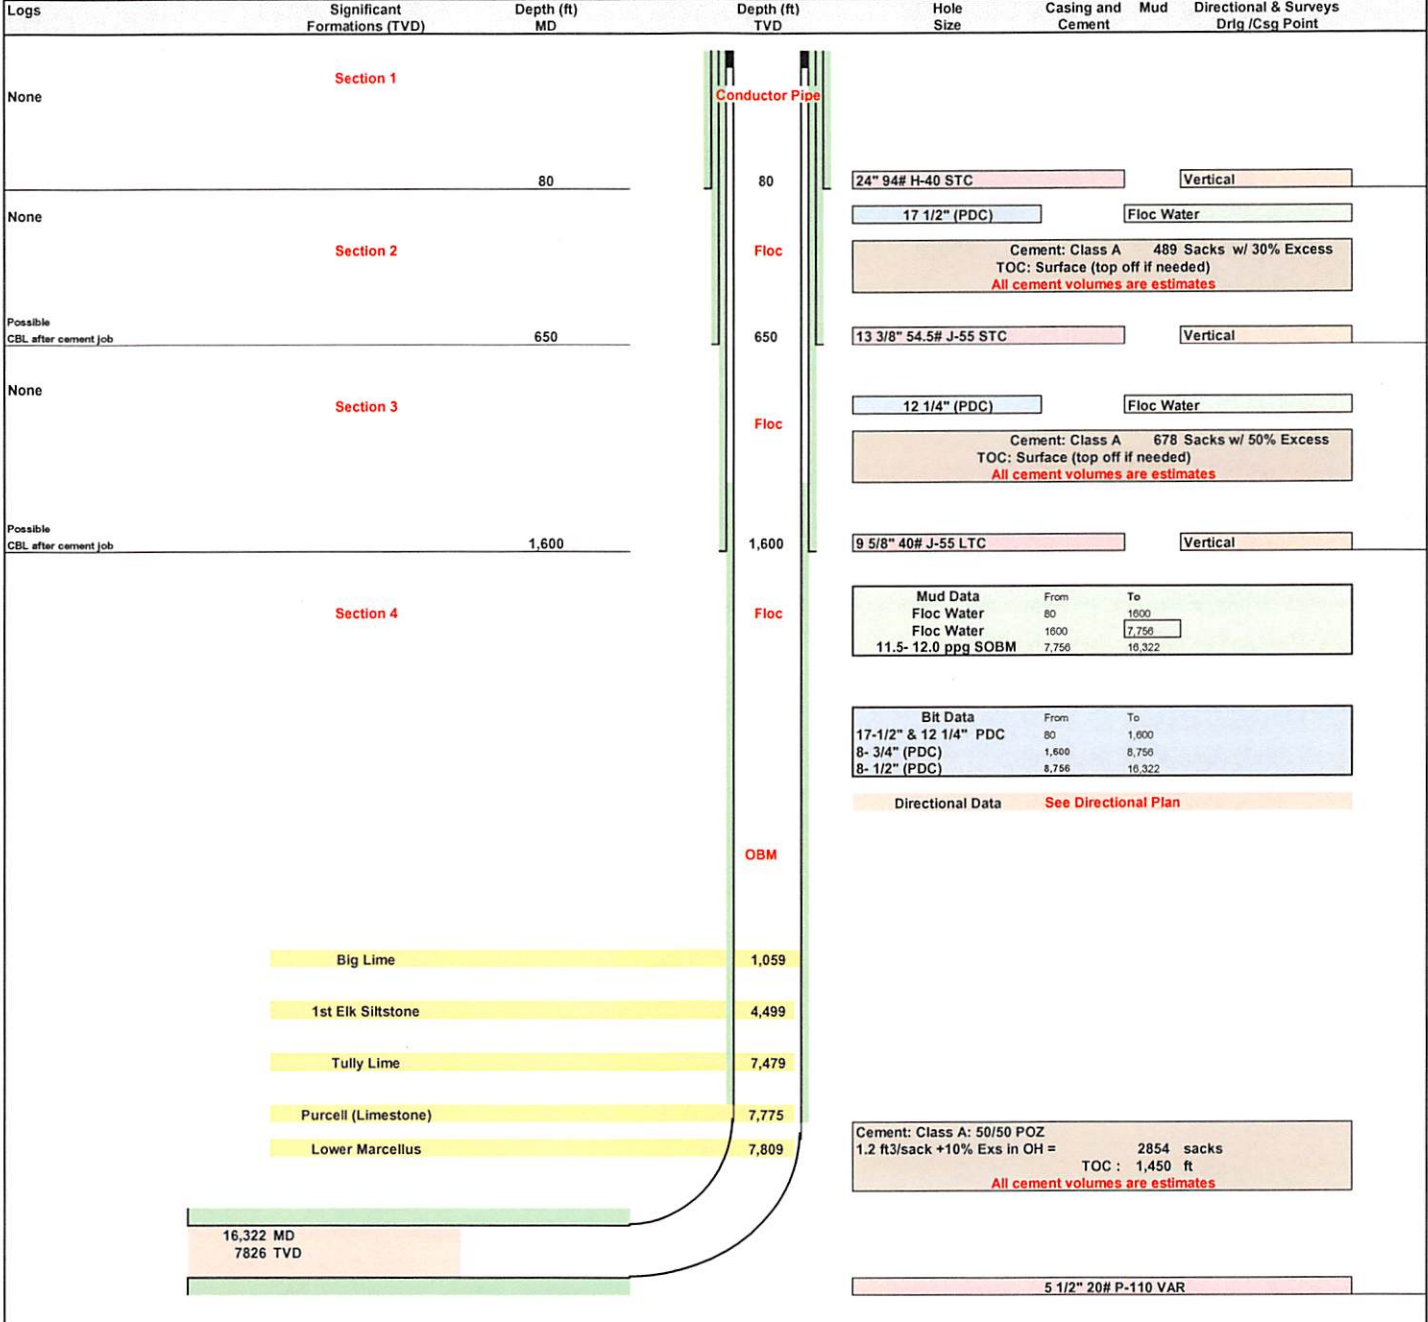 Logs Significant Depth (ft) Depth (ft) Hole Casing and Mud Directional & Surveys
Formations (TVD) MD TVD Size Cement Drlg /Csg Point
Section 1
None
Conductor Pipe
80 80 24" 94# H-40 STC Vertical
None 17 1/2" (PDC) Floc Water
Section 2 Floc Cement: Class A 489 Sacks w/ 30% Excess
TOC: Surface (top off if needed)
All cement volumes are estimates
Possible
CBL after cement job 650 650 13 3/8" 54.5# J-55 STC Vertical
None
Section 3 12 1/4" (PDC) Floc Water
Floc
Cement: Class A 678 Sacks w/ 50% Excess
TOC: Surface (top off if needed)
All cement volumes are estimates
Possible
CBL after cement job 1,600 1,600 9 5/8" 40# J-55 LTC Vertical
Mud Data From To
Section 4 Floc Floc Water 80 1600
Floc Water 1600 7,756
11.5- 12.0 ppg SOBM 7,756 16,322
Bit Data From To
17-1/2" & 12 1/4" PDC 80 1,600
8- 3/4" (PDC) 1,600 8,756
8- 1/2" (PDC) 8,756 16,322
Directional Data See Directional Plan
OBM
Big Lime 1,059
1st Elk Siltstone 4,499
Tully Lime 7,479
Purcell (Limestone) 7,775
Lower Marcellus 7,809
Cement: Class A: 50/50 POZ
1.2 ft3/sack +10% Exs in OH = 2854 sacks
TOC : 1,450 ft
All cement volumes are estimates
16,322 MD
7826 TVD
5 1/2" 20# P-110 VAR